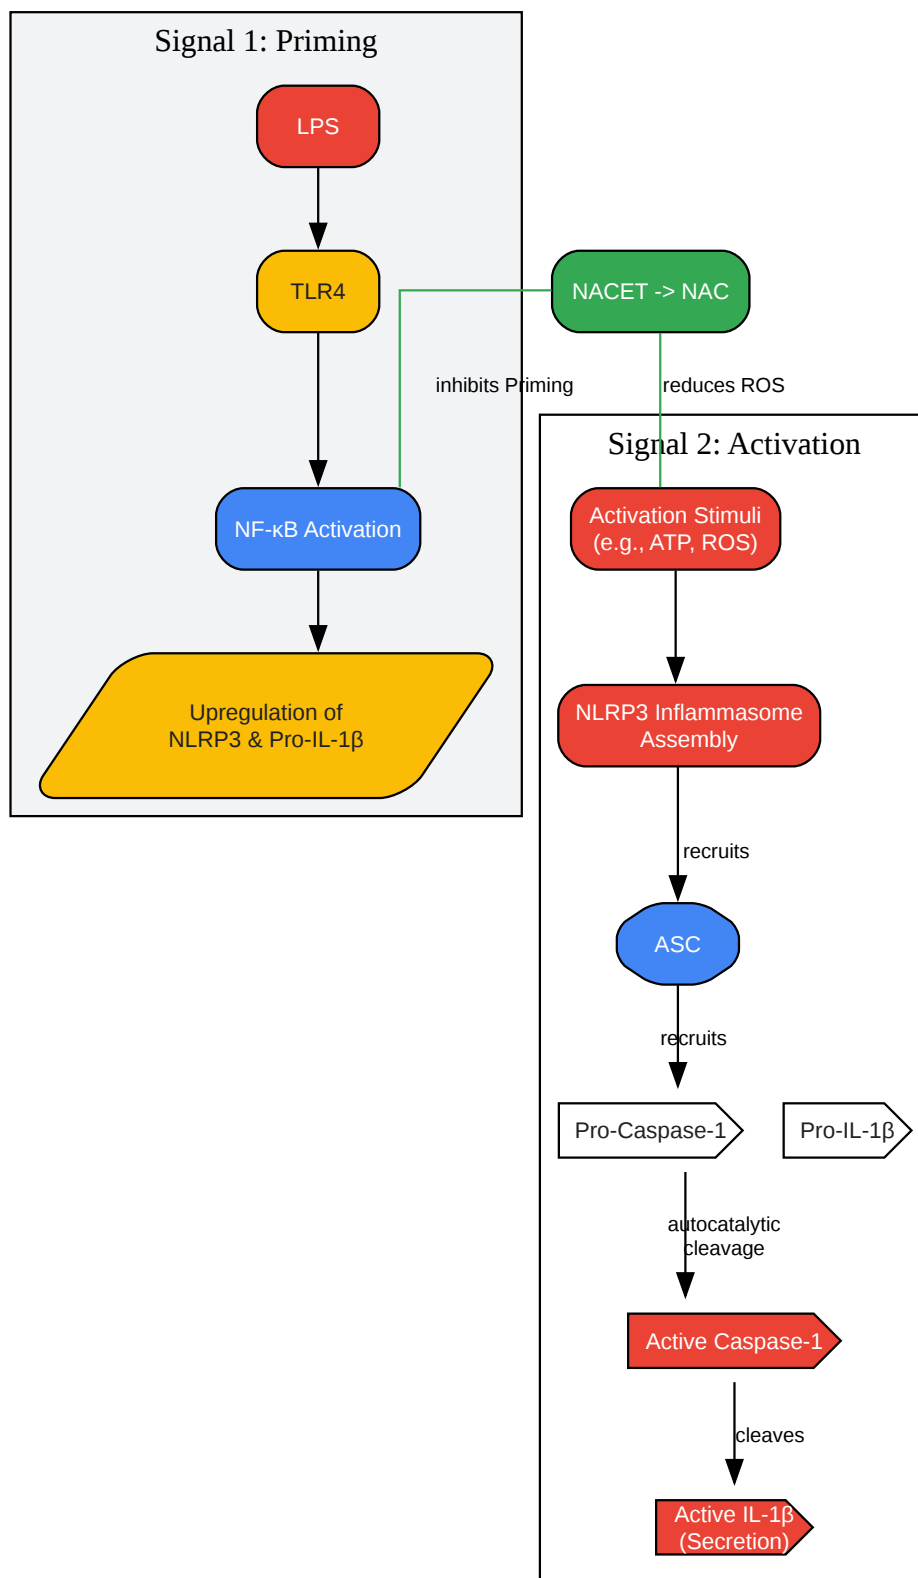 Signal 1: Priming
LPS
TLR4
NACET -> NAC
inhibits Priming
reduces ROS
Signal 2: Activation
NF-κB Activation
Activation Stimuli
(e.g., ATP, ROS)
Upregulation of
NLRP3 & Pro-IL-1β
NLRP3 Inflammasome
Assembly
recruits
ASC
recruits
Pro-Caspase-1
Pro-IL-1β
autocatalytic
cleavage
Active Caspase-1
cleaves
Active IL-1β
(Secretion)